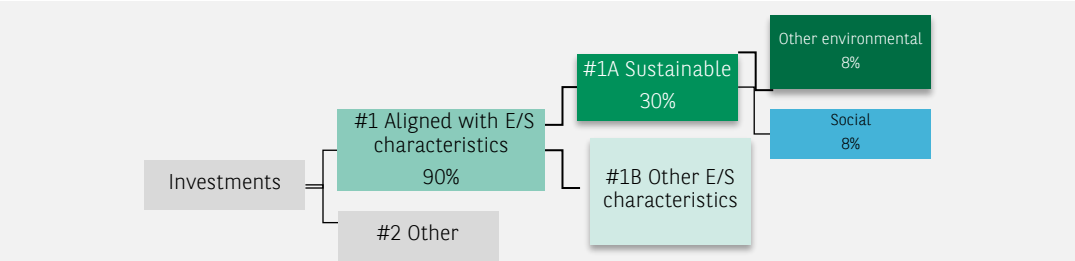 Investments
#1 Aligned with E/S
characteristics
90%
#2 Other
#1A Sustainable
30%
#1B Other E/S
characteristics
Other environmental
8%
Social
8%